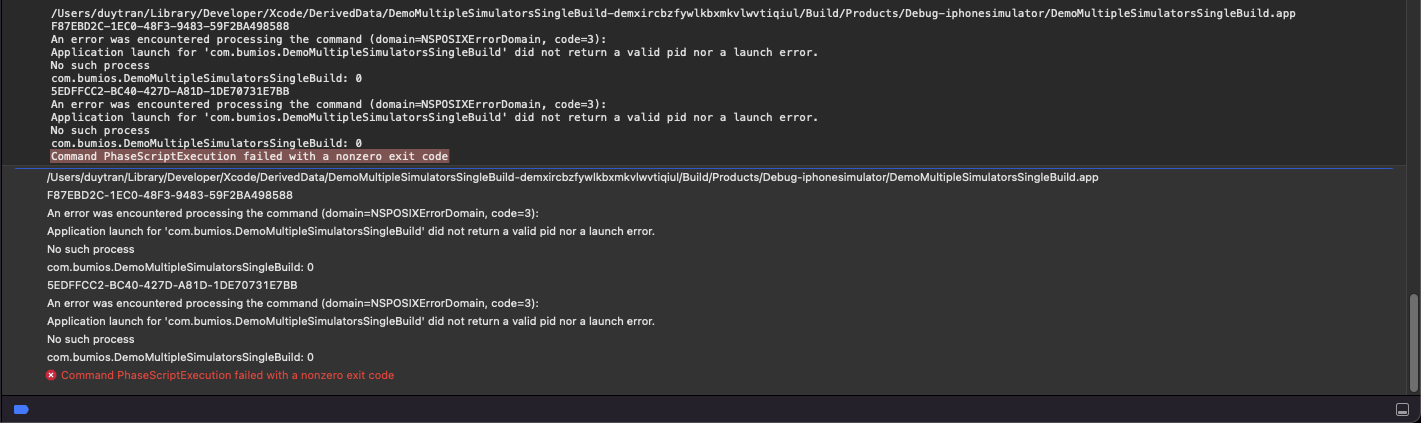 /Users/duytran/Library/Developer/Xcode/DerivedData/DemoMultipleSimulatorsSingleBuild-demxircbzfywlkbxmkvlwvtiqiul/Build/Products/Debug-iphonesimulator/DemoMultipleSimulatorsSingleBuild.app
F87EBD2C-1EC0-48F3-9483-59F2BA498588
An error was encountered processing the command (domain=NSPOSIXErrorDomain, code=3):
Application launch for 'com.bumios.DemoMultipleSimulatorsSingleBuild' did not return a valid pid nor a launch error.
No such process
com.bumios.DemoMultipleSimulatorsSingleBuild: 0
5EDFFCC2-BC40-427D-A81D-1DE70731E7BB
An error was encountered processing the command (domain=NSPOSIXErrorDomain, code=3):
Application launch for 'com.bumios.DemoMultipleSimulatorsSingleBuild' did not return a valid pid nor a launch error.
No such process
com.bumios.DemoMultipleSimulatorsSingleBuild: 0
Command PhaseScriptExecution failed with a nonzero exit code
/Users/duytran/Library/Developer/Xcode/DerivedData/DemoMultipleSimulatorsSingleBuild-demxircbzfywlkbxmkvlwvtiqiul/Build/Products/Debug-iphonesimulator/DemoMultipleSimulatorsSingleBuild.app
F87EBD2C-1EC0-48F3-9483-59F2BA498588
An error was encountered processing the command (domain=NSPOSIXErrorDomain, code=3):
Application launch for 'com.bumios.DemoMultipleSimulatorsSingleBuild' did not return a valid pid nor a launch error.
No such process
com.bumios.DemoMultipleSimulatorsSingleBuild: 0
5EDFFCC2-BC40-427D-A81D-1DE70731E7BB
An error was encountered processing the command (domain=NSPOSIXErrorDomain, code=3):
Application launch for 'com.bumios.DemoMultipleSimulatorsSingleBuild' did not return a valid pid nor a launch error.
No such process
com.bumios.DemoMultipleSimulatorsSingleBuild: 0
Command PhaseScriptExecution failed with a nonzero exit code